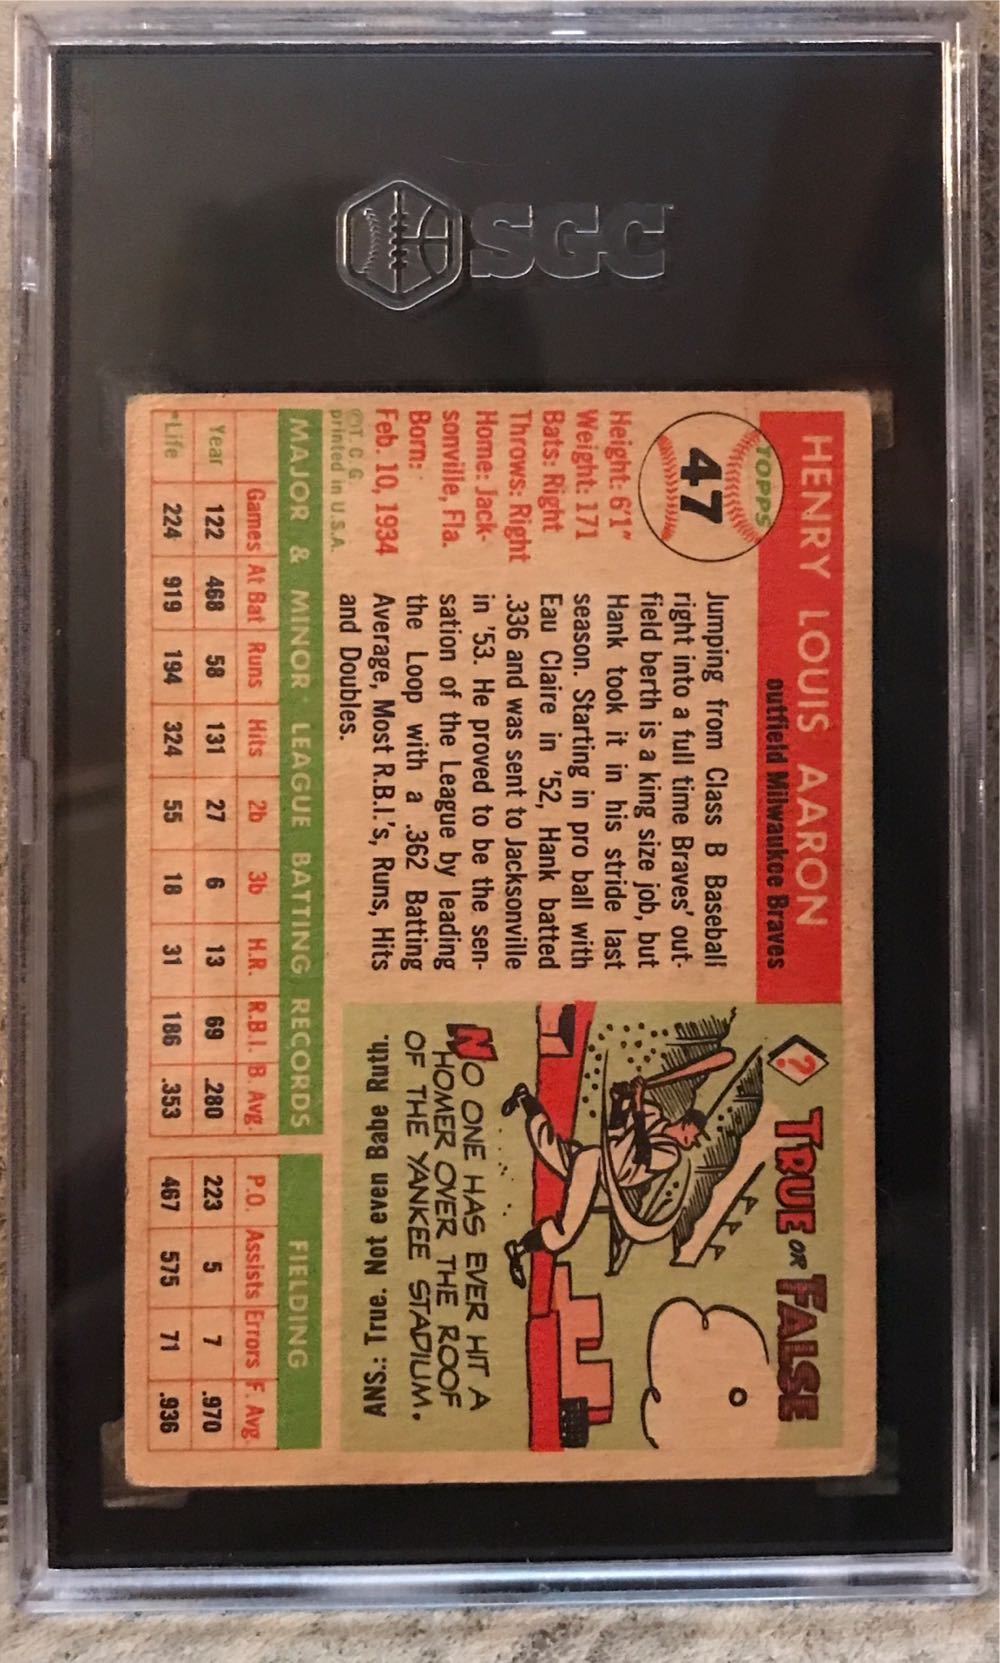 SGC
HENRY LOUIS AARON
outfield Milwaukee Braves
TOPPS
47
Height: 6'1"
Weight: 171
Bats: Right
Throws: Right
Home: Jack-
sonville, Fla.
Born:
Feb. 10, 1934
©T. C. G.
printed in U.S.A.
Jumping from Class B Baseball
right into a full time Braves' out-
field berth is a king size job, but
Hank took it in his stride last
season. Starting in pro ball with
Eau Claire in '52, Hank batted
.336 and was sent to Jacksonville
in '53. He proved to be the sen-
sation of the League by leading
the Loop with a .362 Batting
Average, Most R.B.I.'s, Runs, Hits
and Doubles.
? TRUE OR FALSE
NO ONE HAS EVER HIT A
HOMER OVER THE ROOF
OF THE YANKEE STADIUM.
ANS.: True. Not even Babe Ruth.
MAJOR & MINOR LEAGUE BATTING RECORDS FIELDING
Games At Bat Runs Hits 2b 3b H.R. R.B.I. B. Avg. P.O. Assists Errors F. Avg.
Year 122 468 58 131 27 6 13 69 .280 223 5 7 .970
*Life 224 919 194 324 55 18 31 186 .353 467 575 71 .936